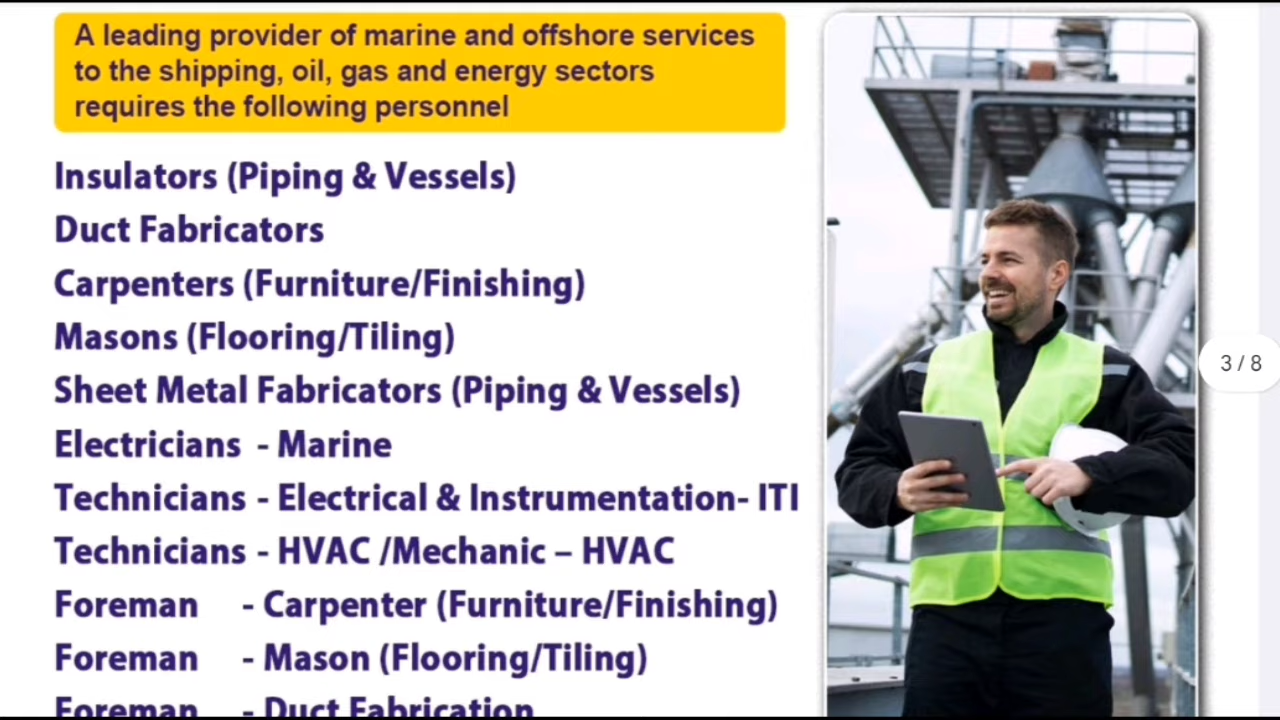 A leading provider of marine and offshore services
to the shipping, oil, gas and energy sectors
requires the following personnel
Insulators (Piping & Vessels)
Duct Fabricators
Carpenters (Furniture/Finishing)
Masons (Flooring/Tiling)
Sheet Metal Fabricators (Piping & Vessels)
3 / 8
Electricians - Marine
Technicians - Electrical & Instrumentation- ITI
Technicians - HVAC /Mechanic – HVAC
Foreman - Carpenter (Furniture/Finishing)
Foreman - Mason (Flooring/Tiling)
Foreman - Duct Fabrication